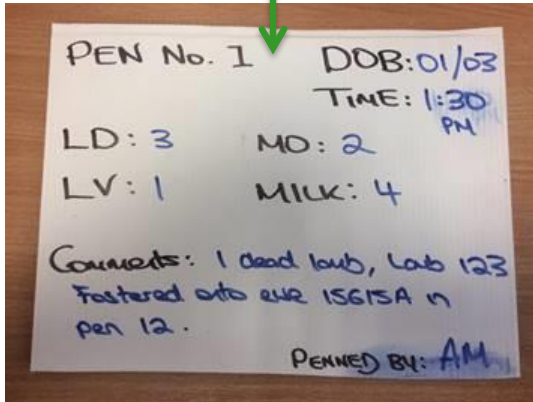 PEN No. 1 DOB: 01/03
TIME: 1:30
PM
LD: 3 MO: 2
LV: 1 MILK: 4
Comments: 1 dead lamb, Lamb 123
Fostered onto ewe 15615A in
pen 12.
PENNED BY: AM